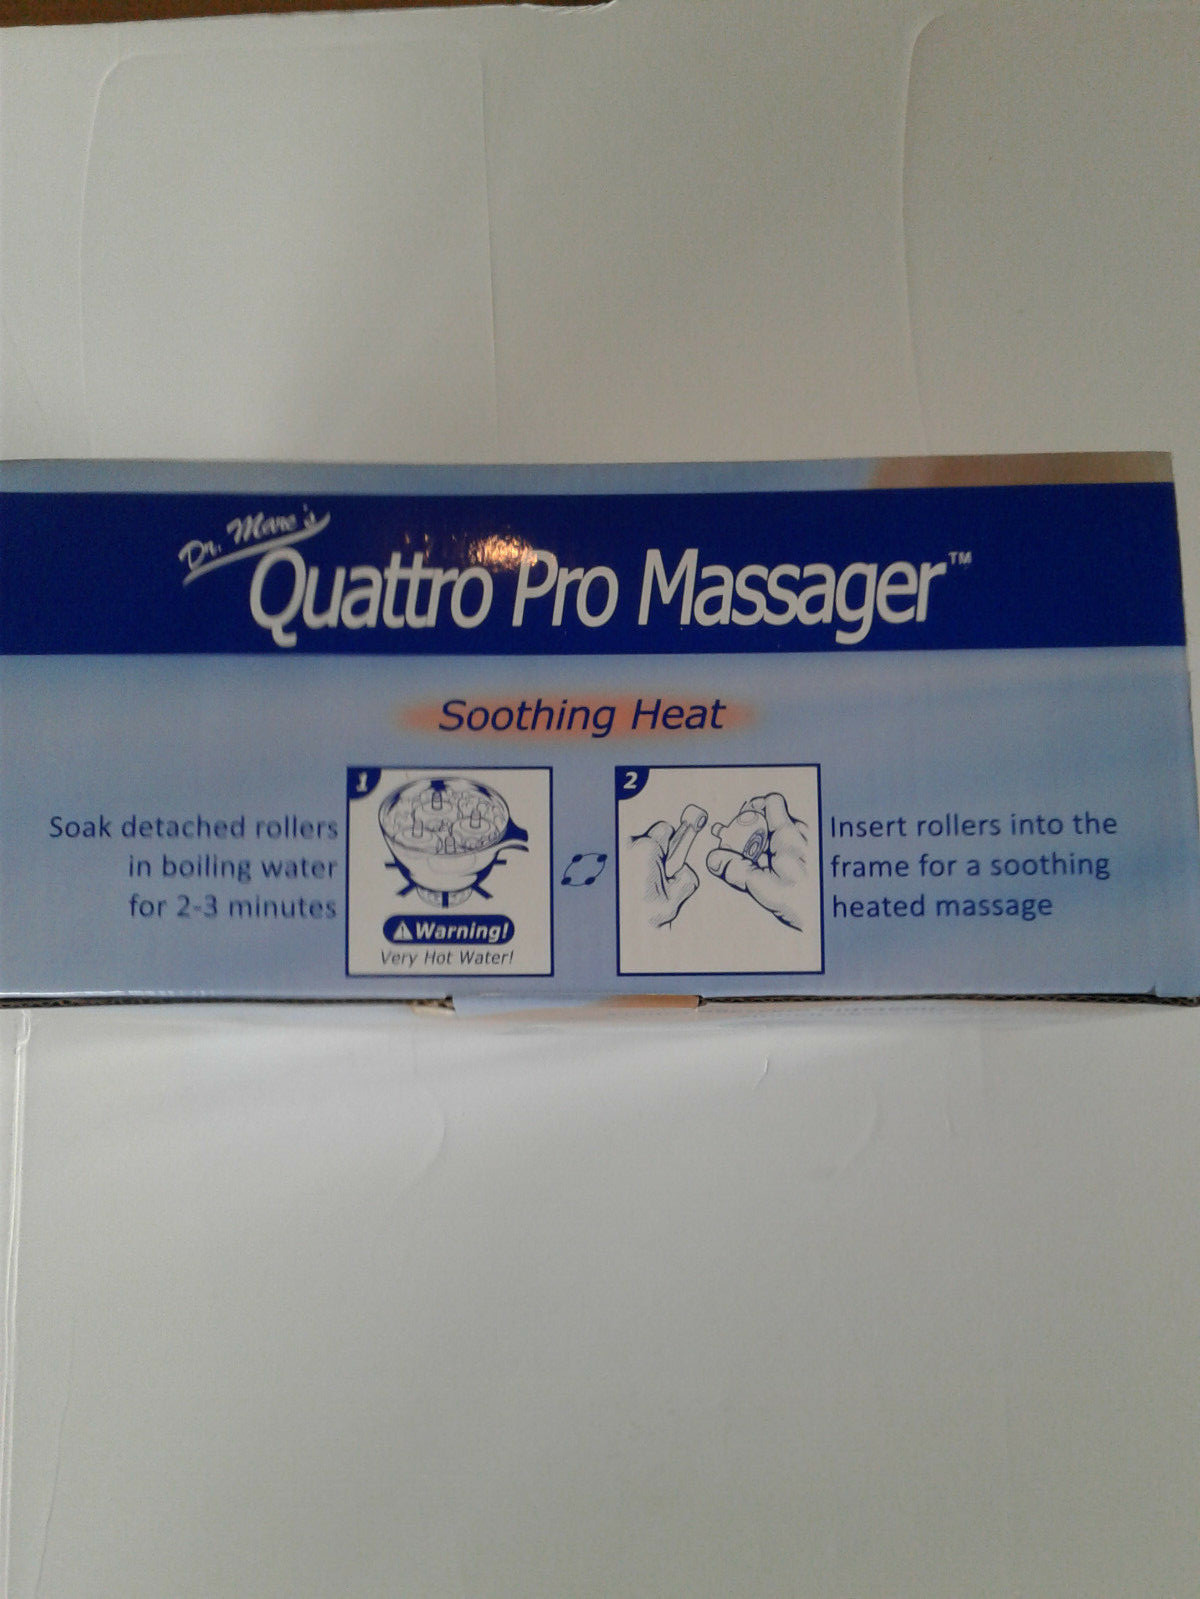 Dr. Marc's
Quattro Pro Massager™
Soothing Heat
1
Soak detached rollers
in boiling water
for 2-3 minutes
Warning!
Very Hot Water!
2
Insert rollers into the
frame for a soothing
heated massage